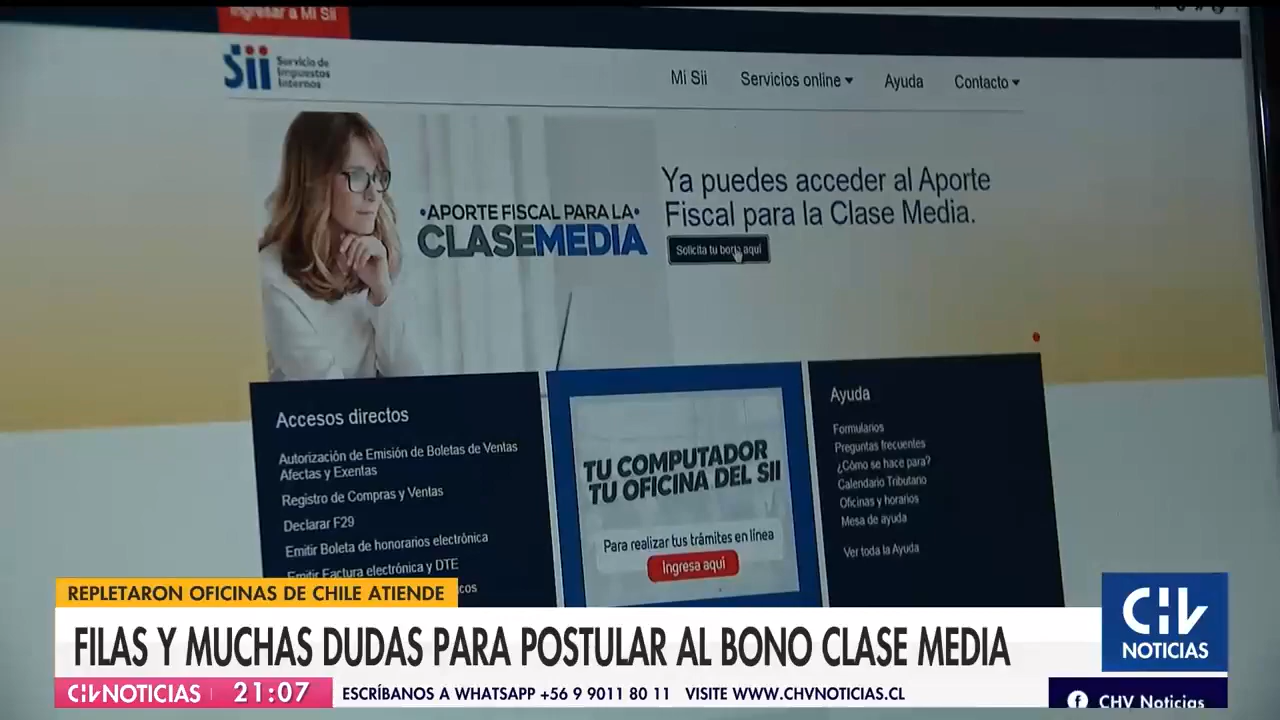 Ingresar a Mi Sii
Sii Servicio de
Impuestos
Internos
Mi Sii Servicios online Ayuda Contacto
•APORTE FISCAL PARA LA•
CLASEMEDIA
Ya puedes acceder al Aporte
Fiscal para la Clase Media.
Solicita tu bono aquí
Accesos directos
Autorización de Emisión de Boletas de Ventas
Afectas y Exentas
Registro de Compras y Ventas
Declarar F29
Emitir Boleta de honorarios electrónica
Emitir Factura electrónica y DTE
TU COMPUTADOR
TU OFICINA DEL SII
Para realizar tus trámites en línea
Ingresa aquí
Ayuda
Formularios
Preguntas frecuentes
¿Cómo se hace para?
Calendario Tributario
Oficinas y horarios
Mesa de ayuda
Ver toda la Ayuda
REPLETARON OFICINAS DE CHILE ATIENDE
FILAS Y MUCHAS DUDAS PARA POSTULAR AL BONO CLASE MEDIA
CHV NOTICIAS
CHVNOTICIAS 21:07 ESCRÍBANOS A WHATSAPP +56 9 9011 80 11 VISITE WWW.CHVNOTICIAS.CL
CHV Noticias